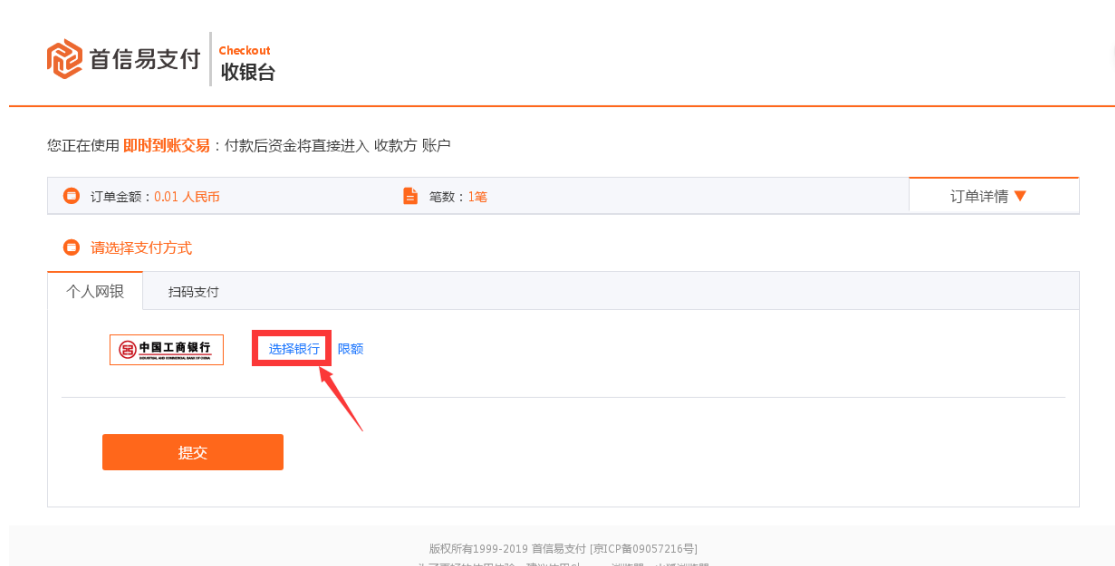 首信易支付
Checkout
收银台
您正在使用 即时到账交易：付款后资金将直接进入 收款方 账户
订单金额：0.01 人民币
笔数：1笔
订单详情
请选择支付方式
个人网银
扫码支付
中国工商银行
选择银行
限额
提交
版权所有1999-2019 首信易支付 [京ICP备09057216号]